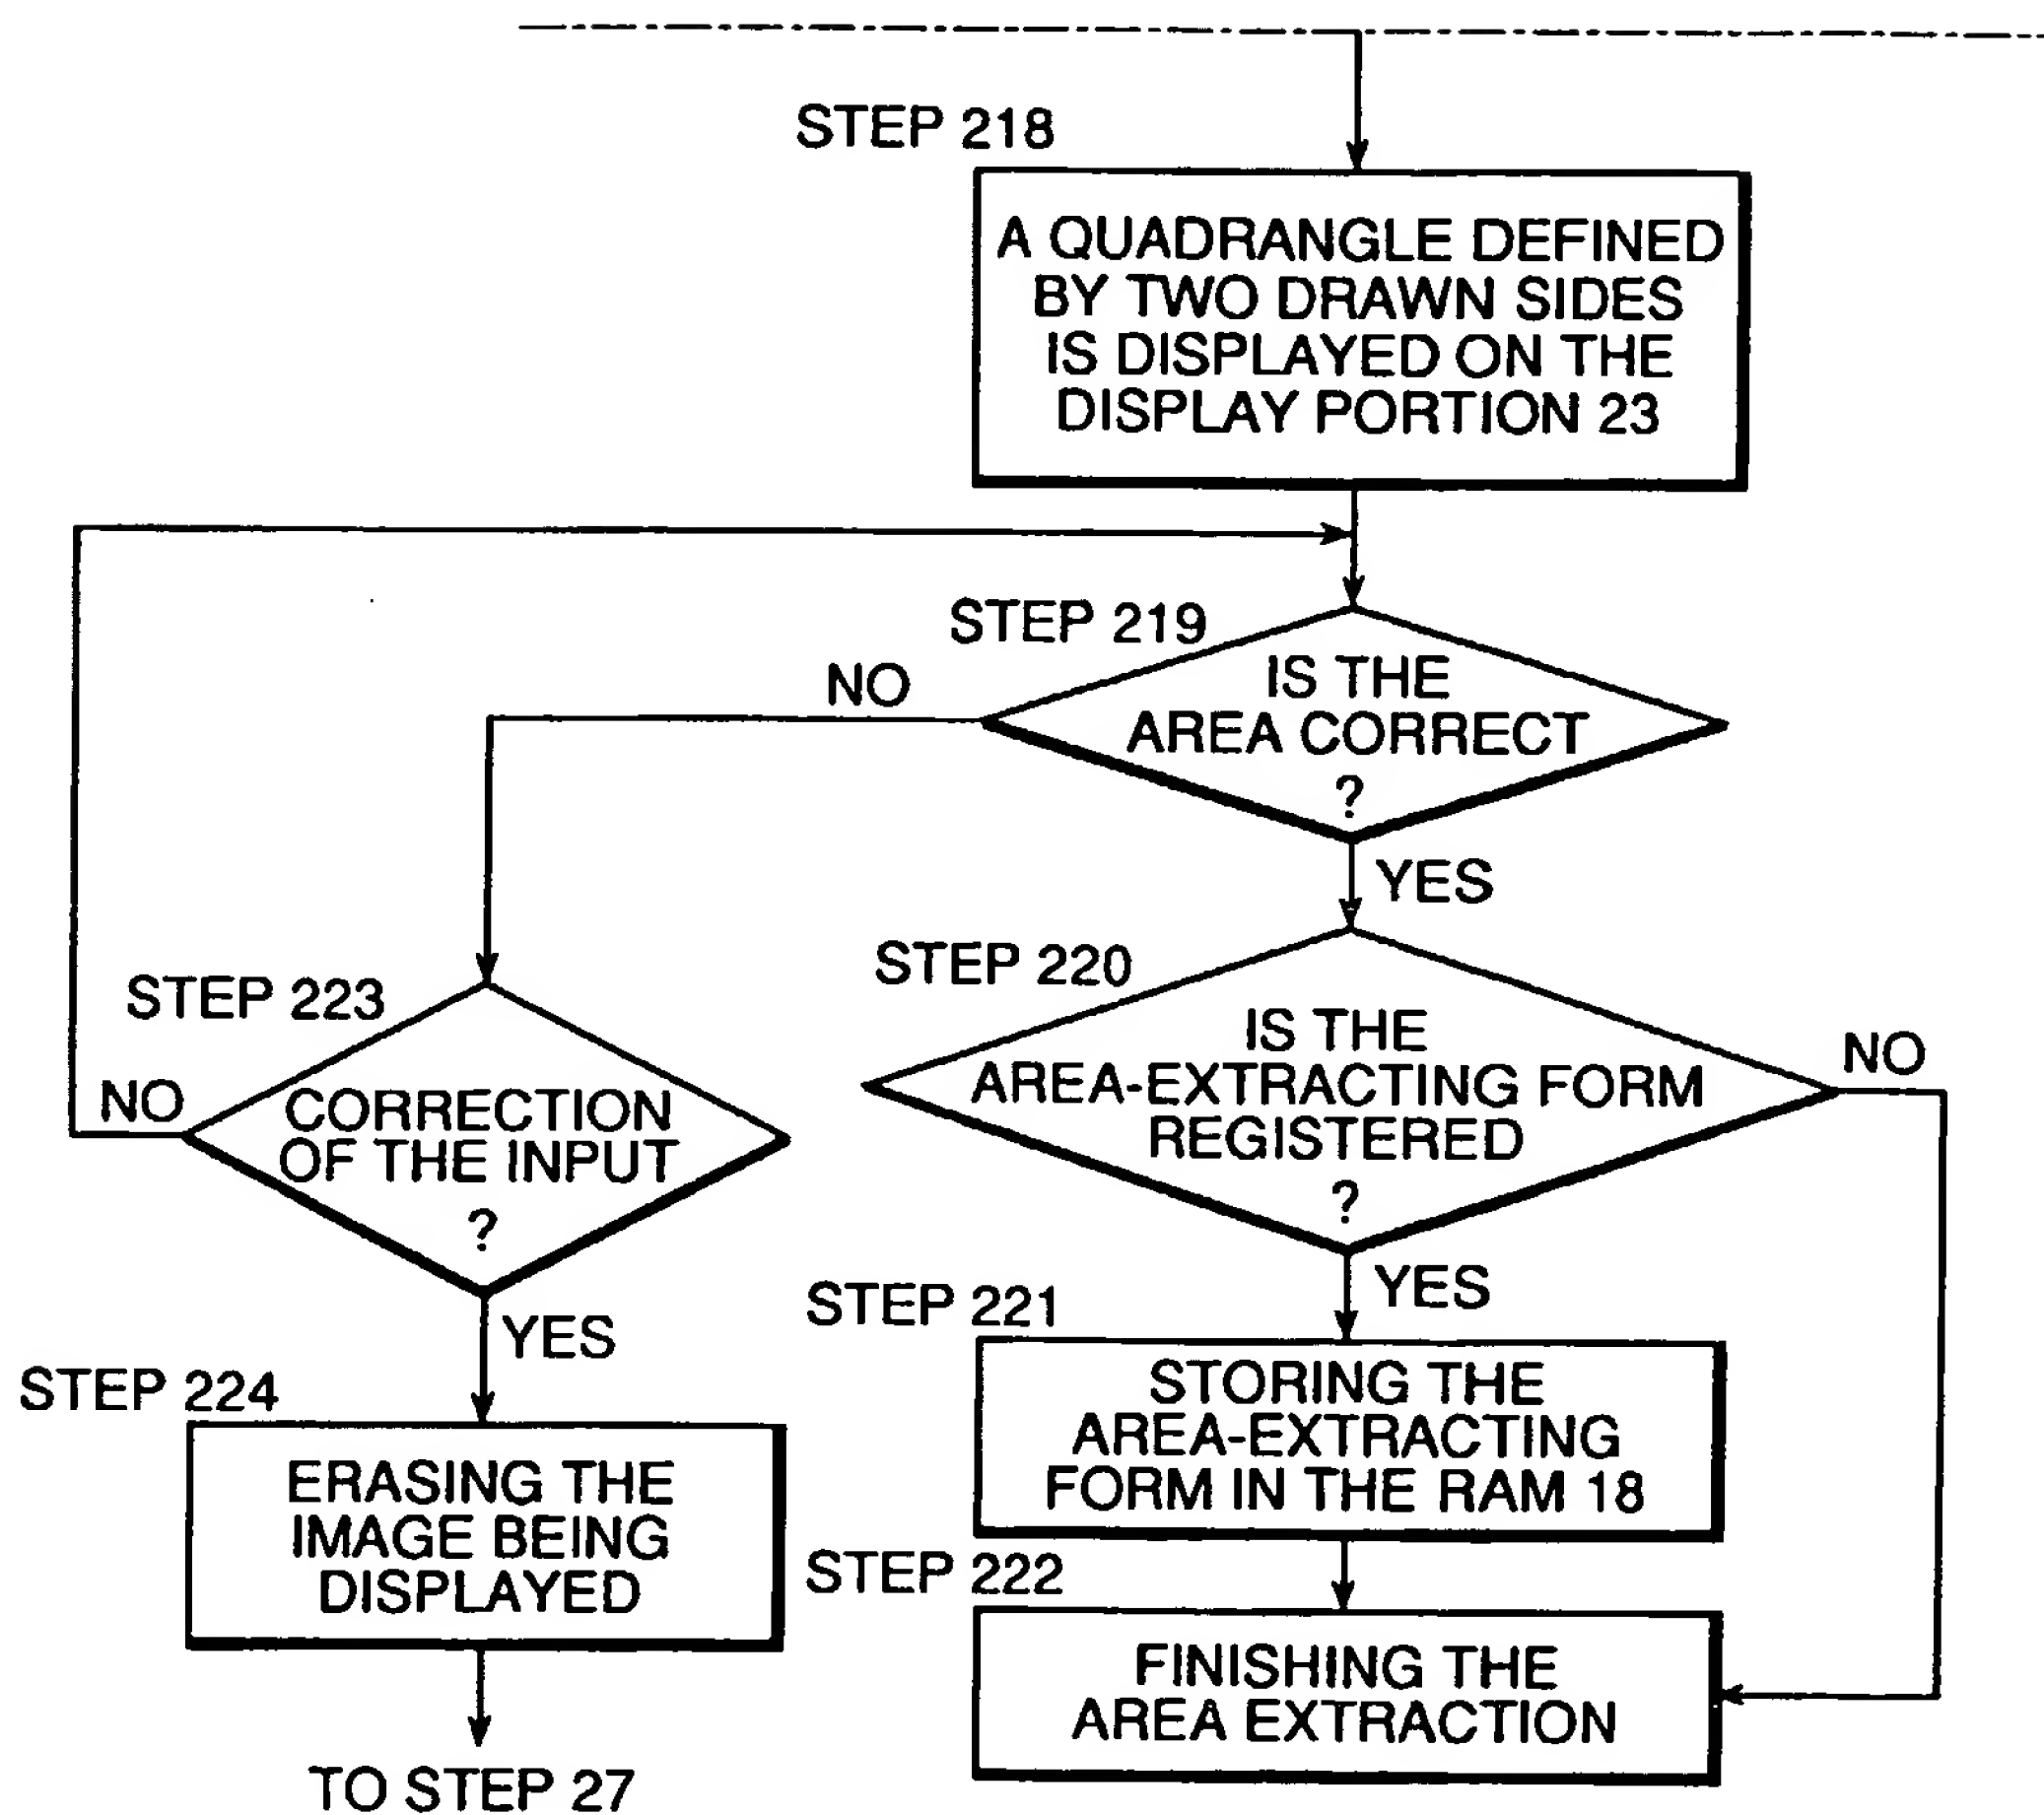 STEP 218
A QUADRANGLE DEFINED
BY TWO DRAWN SIDES
IS DISPLAYED ON THE
DISPLAY PORTION 23
STEP 219
NO
IS THE
AREA CORRECT
?
YES
STEP 220
IS THE
AREA-EXTRACTING FORM
REGISTERED
?
NO
YES
STEP 223
NO
CORRECTION
OF THE INPUT
?
YES
STEP 221
STORING THE
AREA-EXTRACTING
FORM IN THE RAM 18
STEP 224
ERASING THE
IMAGE BEING
DISPLAYED
STEP 222
FINISHING THE
AREA EXTRACTION
TO STEP 27